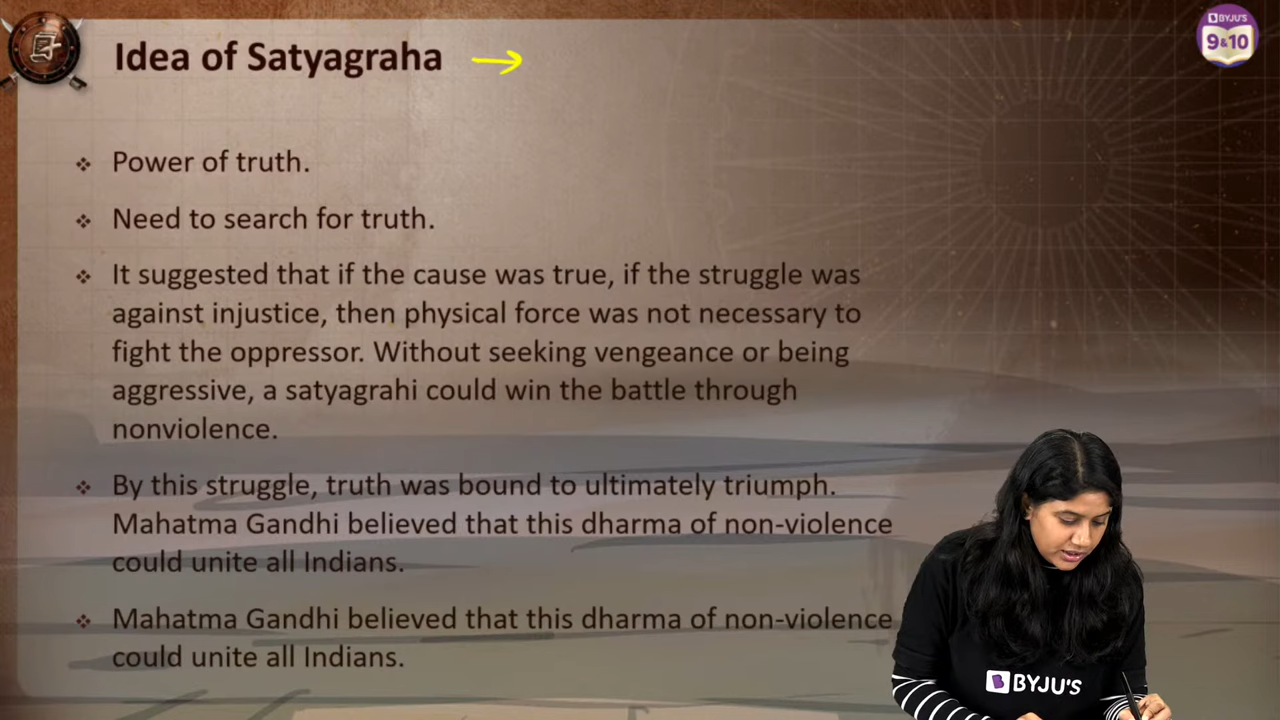 Idea of Satyagraha
BYJU'S
9&10
❖ Power of truth.
❖ Need to search for truth.
❖ It suggested that if the cause was true, if the struggle was
against injustice, then physical force was not necessary to
fight the oppressor. Without seeking vengeance or being
aggressive, a satyagrahi could win the battle through
nonviolence.
❖ By this struggle, truth was bound to ultimately triumph.
Mahatma Gandhi believed that this dharma of non-violence
could unite all Indians.
❖ Mahatma Gandhi believed that this dharma of non-violence
could unite all Indians.
BYJU'S